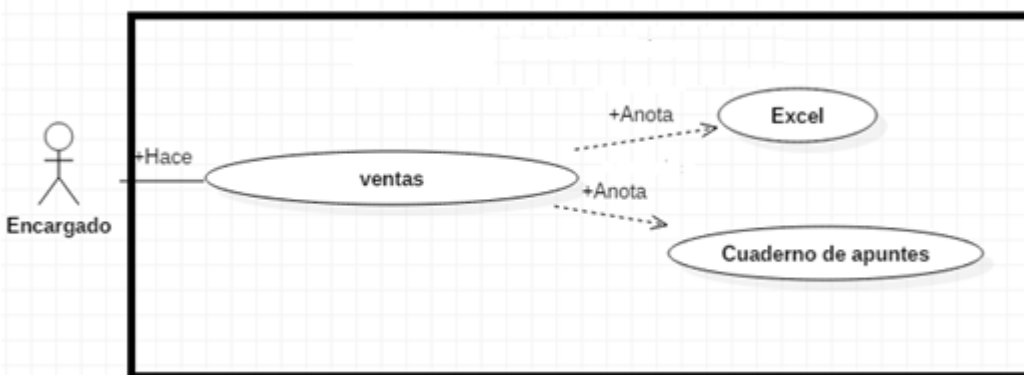 +Anota
Excel
+Hace
ventas
+Anota
Encargado
Cuaderno de apuntes